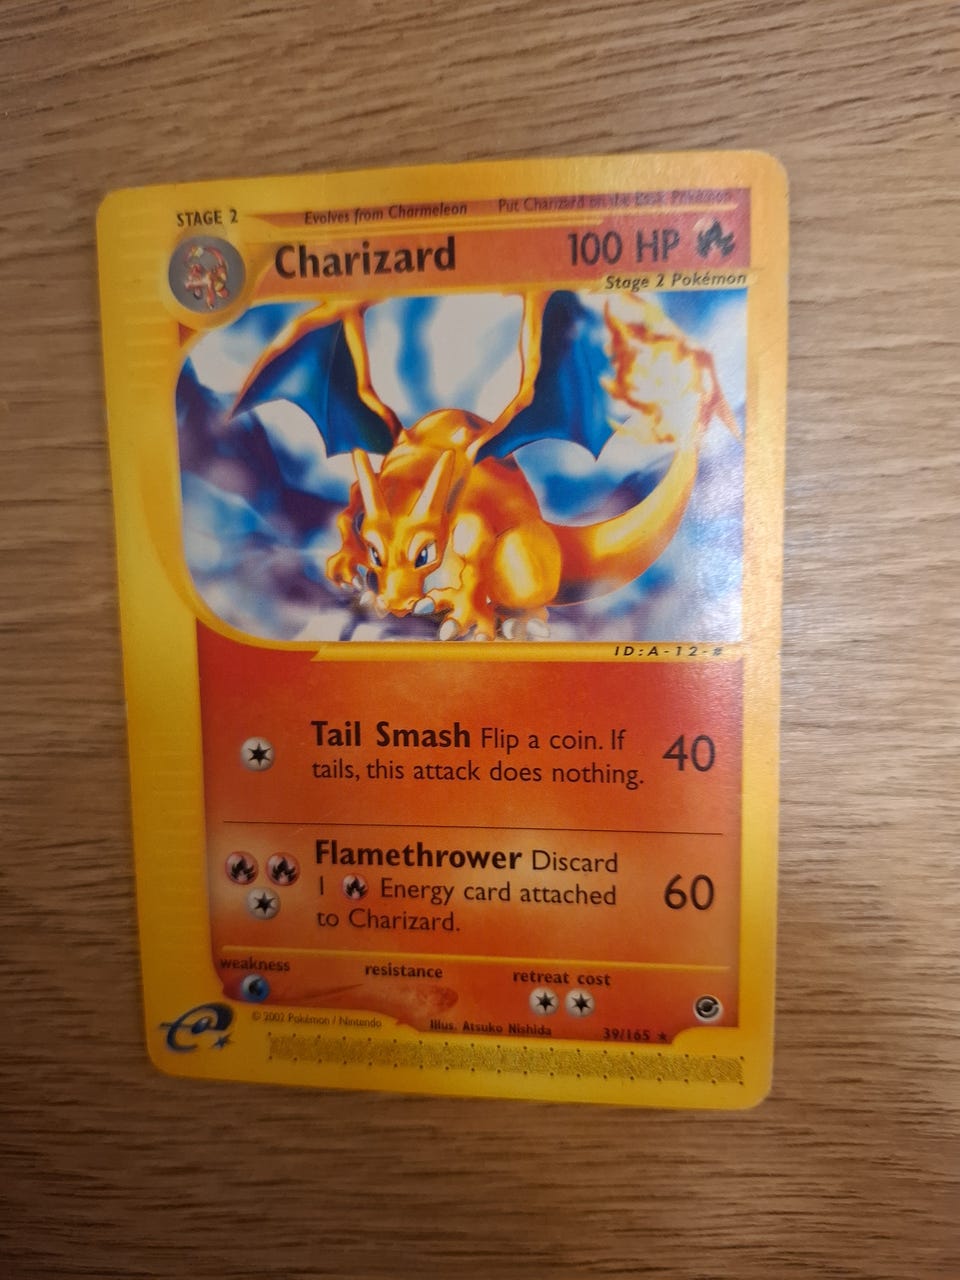 STAGE 2
Evolves from Charmeleon Put Charizard on the Basic Pokémon
Charizard 100 HP
Stage 2 Pokémon
ID:A-12-#
Tail Smash Flip a coin. If 40
tails, this attack does nothing.
Flamethrower Discard
1 Energy card attached 60
to Charizard.
weakness resistance retreat cost
© 2002 Pokémon / Nintendo Illus. Atsuko Nishida 39/165 ★
e